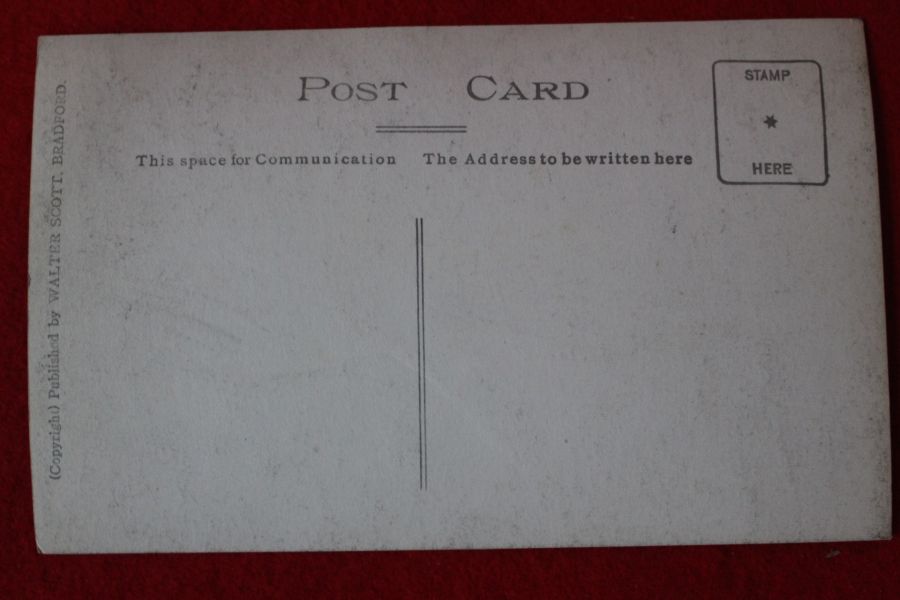 POST CARD
STAMP
HERE
This space for Communication
The Address to be written here
(Copyright) Published by WALTER SCOTT, BRADFORD.